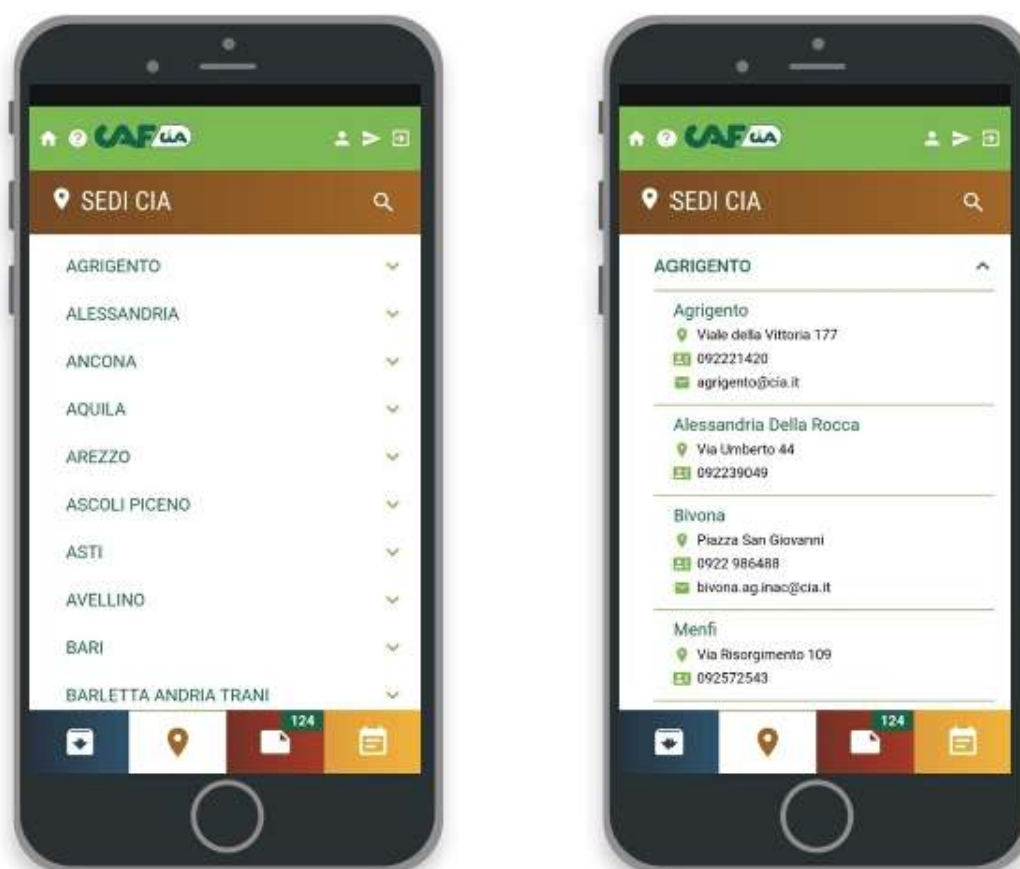 CAF CIA
SEDI CIA
AGRIGENTO
ALESSANDRIA
ANCONA
AQUILA
AREZZO
ASCOLI PICENO
ASTI
AVELLINO
BARI
BARLETTA ANDRIA TRANI
124
CAF CIA
SEDI CIA
AGRIGENTO
Agrigento
Viale della Vittoria 177
092221420
agrigento@cia.it
Alessandria Della Rocca
Via Umberto 44
092239049
Bivona
Piazza San Giovanni
0922 986488
bivona.ag.inac@cia.it
Menfi
Via Risorgimento 109
092572543
124